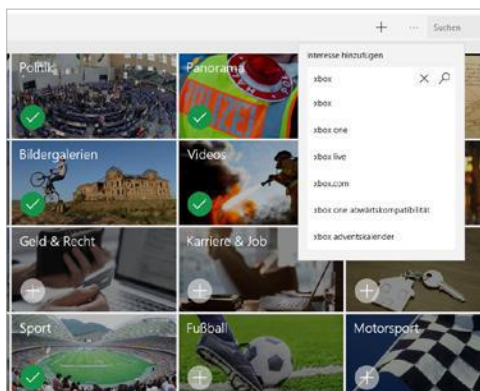 Suchen
Interesse hinzufügen
xbox
xbox
xbox one
xbox live
xbox.com
xbox one abwärtskompatibilität
xbox adventskalender
Politik
Panorama
POLIZEI
Bildergalerien
Videos
Geld & Recht
Karriere & Job
Sport
Fußball
Motorsport